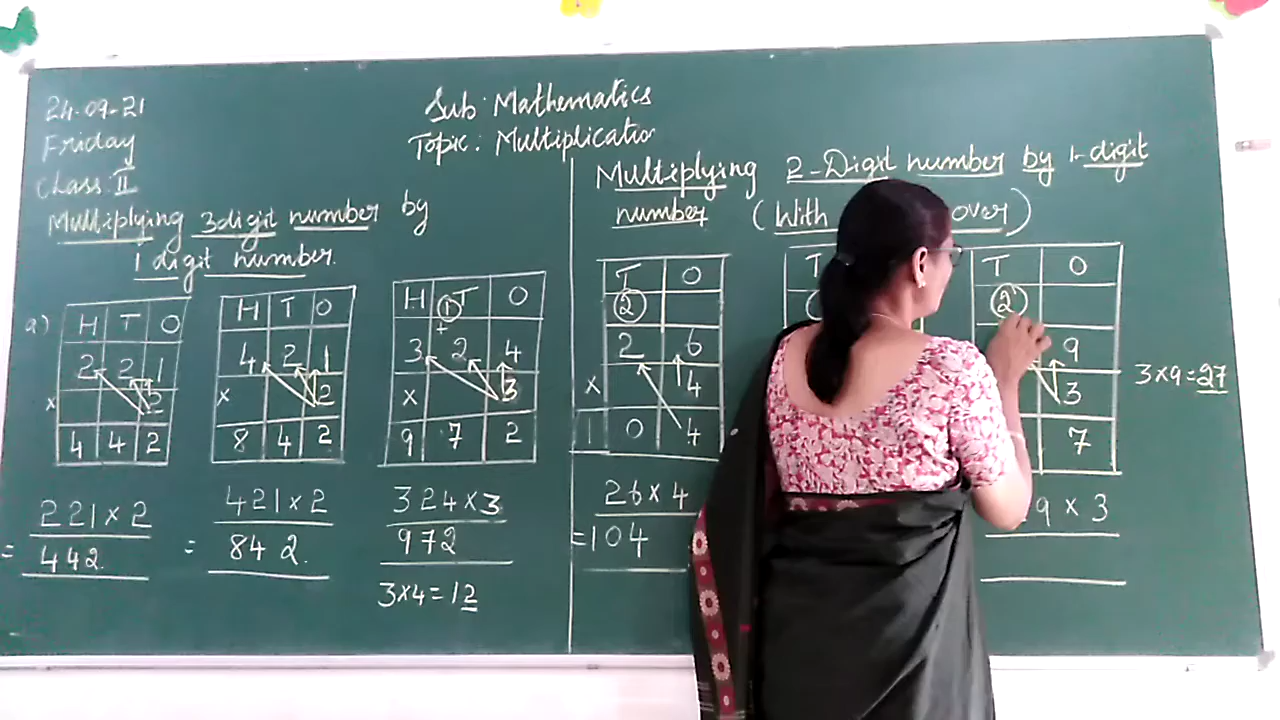 24-09-21
Friday
Class: II
Sub: Mathematics
Topic: Multiplication
Multiplying 3digit number by
1 digit number.
a)
H T O
2 2 1
x 2
4 4 2
221 x 2
= 442.
H T O
4 2 1
x 2
8 4 2
421 x 2
= 842.
H T O
1
+
3 2 4
x 3
9 7 2
324 x 3
972
3x4=12
Multiplying 2-Digit number by 1-digit
number (With over)
T O
2
2 6
x 4
1 0 4
26 x 4
=104
T
T O
2
9
3
7
3x9=27
9 x 3